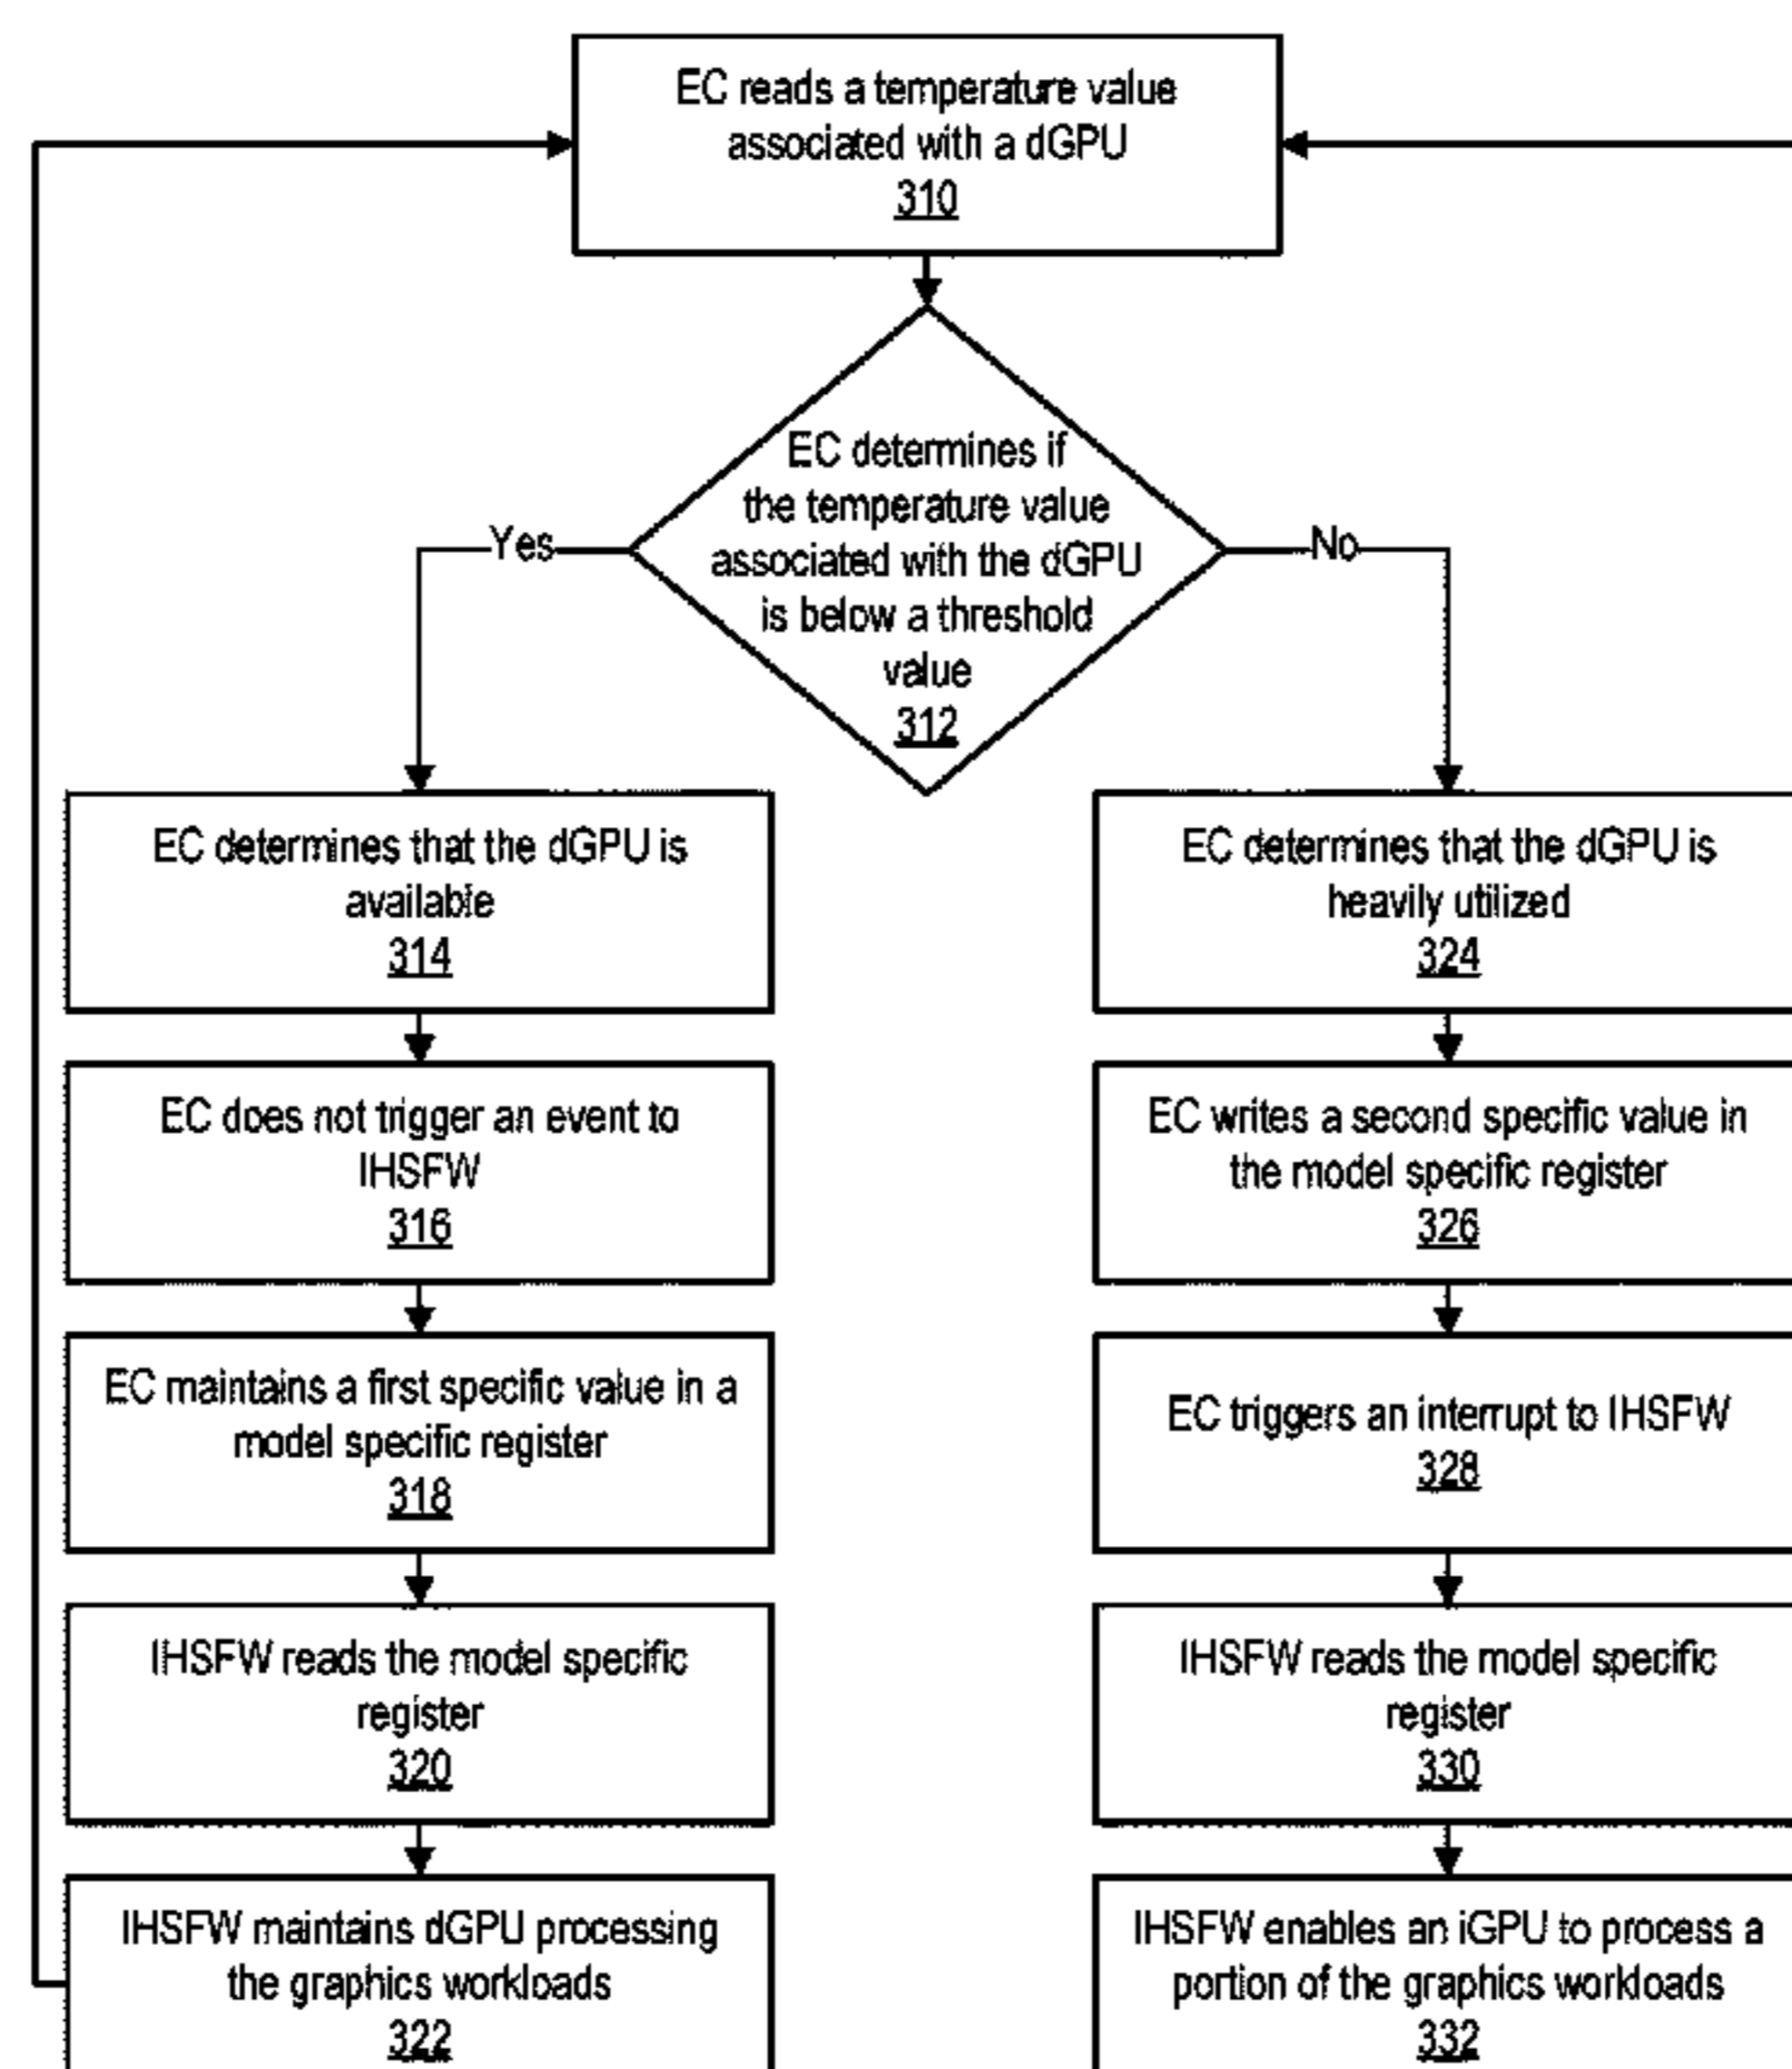 EC reads a temperature value
associated with a dGPU
310
EC determines if
the temperature value
associated with the dGPU
is below a threshold
value
312
Yes
No
EC determines that the dGPU is
available
314
EC does not trigger an event to
IHSFW
316
EC maintains a first specific value in a
model specific register
318
IHSFW reads the model specific
register
320
IHSFW maintains dGPU processing
the graphics workloads
322
EC determines that the dGPU is
heavily utilized
324
EC writes a second specific value in
the model specific register
326
EC triggers an interrupt to IHSFW
328
IHSFW reads the model specific
register
330
IHSFW enables an iGPU to process a
portion of the graphics workloads
332